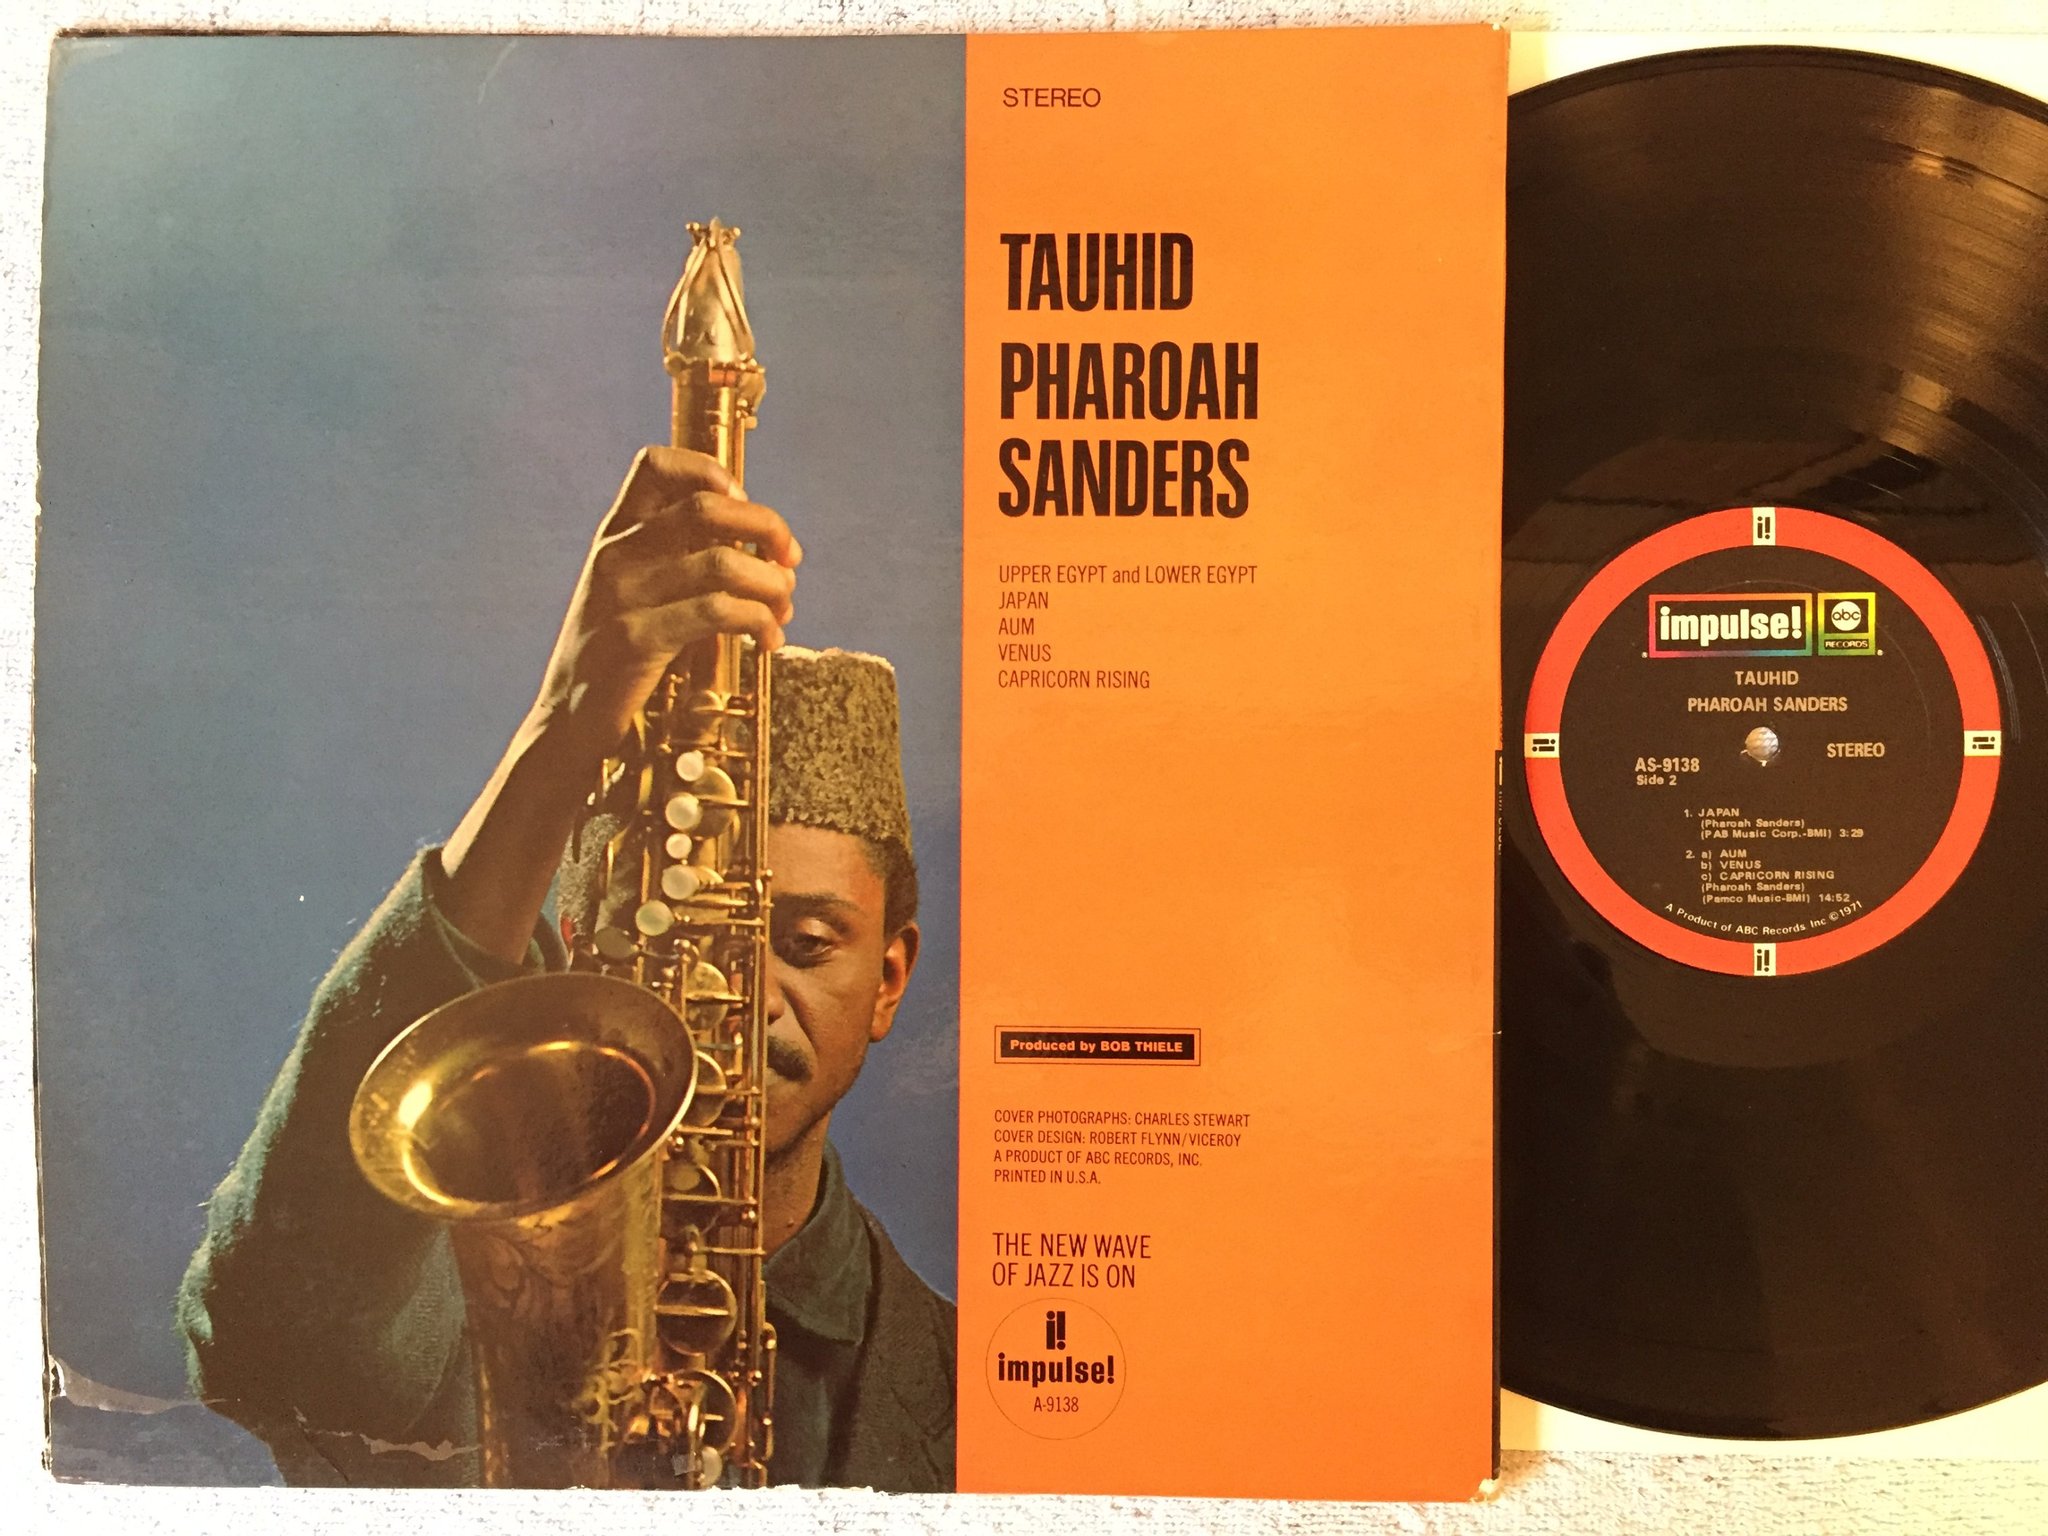 STEREO
TAUHID
PHAROAH
SANDERS
UPPER EGYPT and LOWER EGYPT
JAPAN
AUM
VENUS
CAPRICORN RISING
Produced by BOB THIELE
COVER PHOTOGRAPHS: CHARLES STEWART
COVER DESIGN: ROBERT FLYNN/VICEROY
A PRODUCT OF ABC RECORDS, INC.
PRINTED IN U.S.A.
THE NEW WAVE
OF JAZZ IS ON
i!
impulse!
A-9138
i!
i!
i!
i!
impulse!
abc
RECORDS
TAUHID
PHAROAH SANDERS
AS-9138
Side 2
STEREO
1. JAPAN
(Pharoah Sanders)
(PAB Music Corp.-BMI) 3:29
2. a) AUM
b) VENUS
c) CAPRICORN RISING
(Pharoah Sanders)
(Pamco Music-BMI) 14:52
A Product of ABC Records Inc ©1971